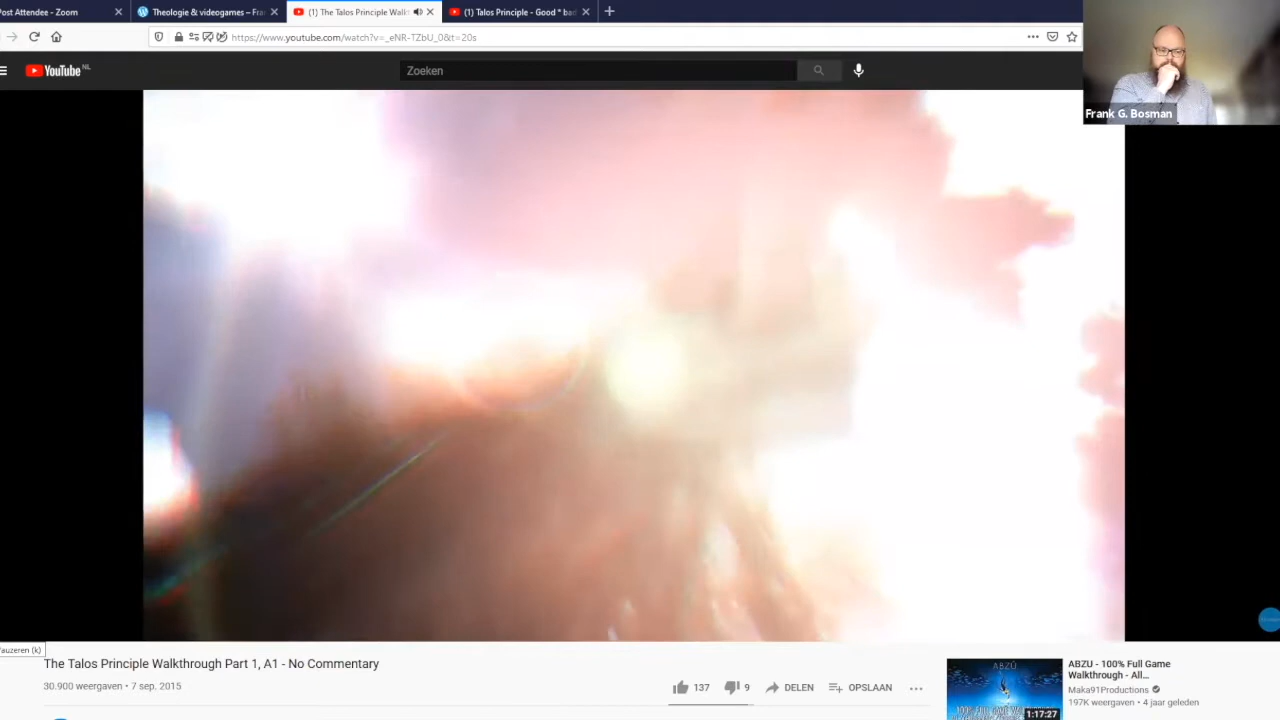 Post Attendee - Zoom
Theologie & videogames – Fra
(1) The Talos Principle Walk
(1) Talos Principle - Good * ba
https://www.youtube.com/watch?v=_eNR-TZbU_0&t=20s
YouTube NL
Zoeken
Frank G. Bosman
auzeren (k)
The Talos Principle Walkthrough Part 1, A1 - No Commentary
30.900 weergaven • 7 sep. 2015
137
9
DELEN
OPSLAAN
ABZÛ
1:17:27
ABZU - 100% Full Game
Walkthrough - All...
Maka91Productions
197K weergaven • 4 jaar geleden